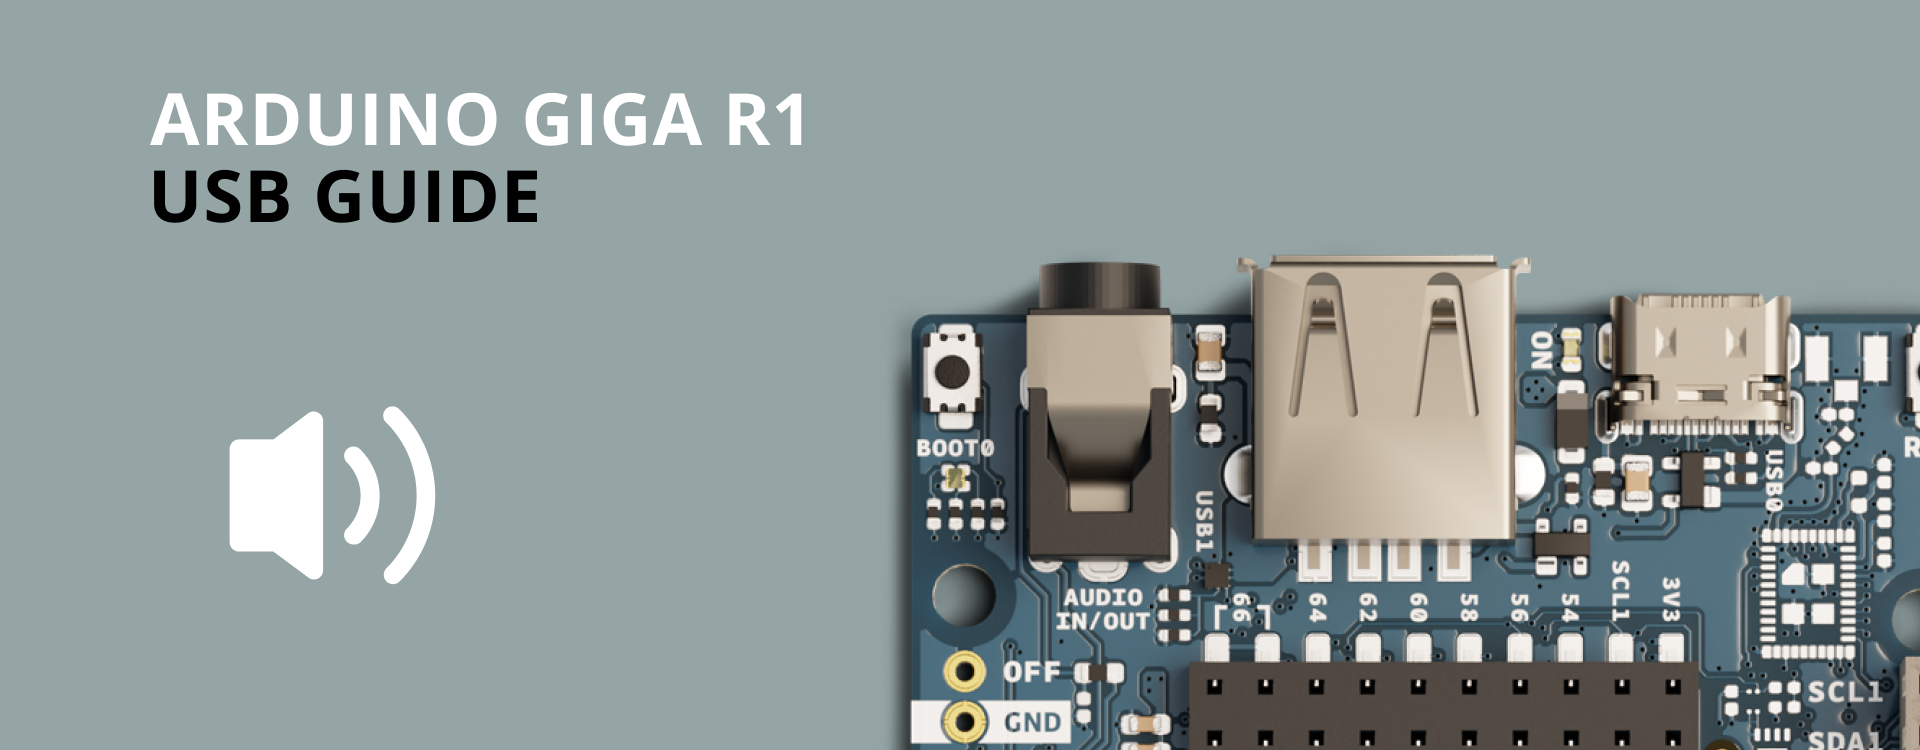 ARDUINO GIGA R1
USB GUIDE
ON
BOOT0
USB1
USB0
R
AUDIO
IN/OUT
66
64
62
60
58
56
54
SCL1
3V3
OFF
GND
SCL1
SDA1